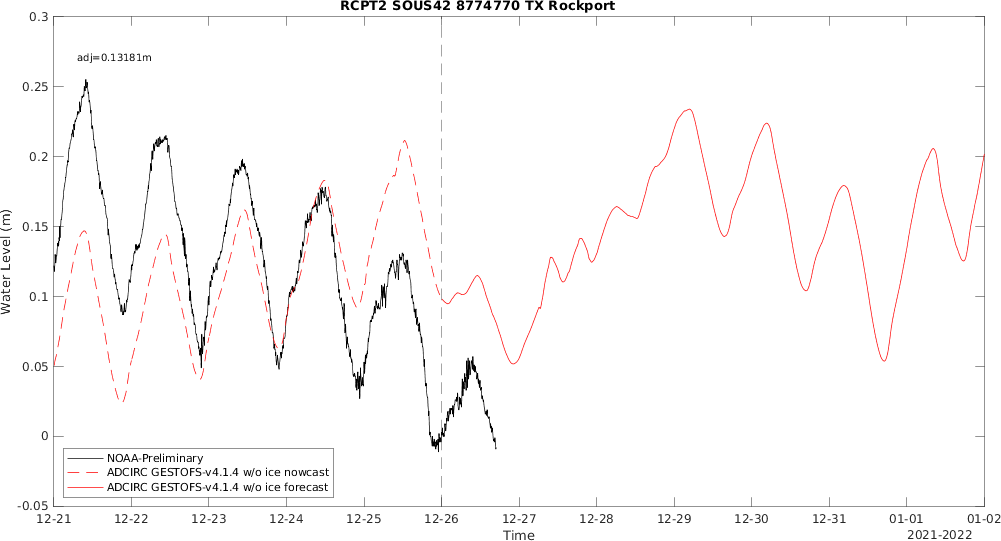 RCPT2 SOUS42 8774770 TX Rockport
adj=0.13181m
0.3
0.25
0.2
0.15
0.1
0.05
0
-0.05
Water Level (m)
NOAA-Preliminary
ADCIRC GESTOFS-v4.1.4 w/o ice nowcast
ADCIRC GESTOFS-v4.1.4 w/o ice forecast
12-21 12-22 12-23 12-24 12-25 12-26 12-27 12-28 12-29 12-30 12-31 01-01 01-02
Time
2021-2022